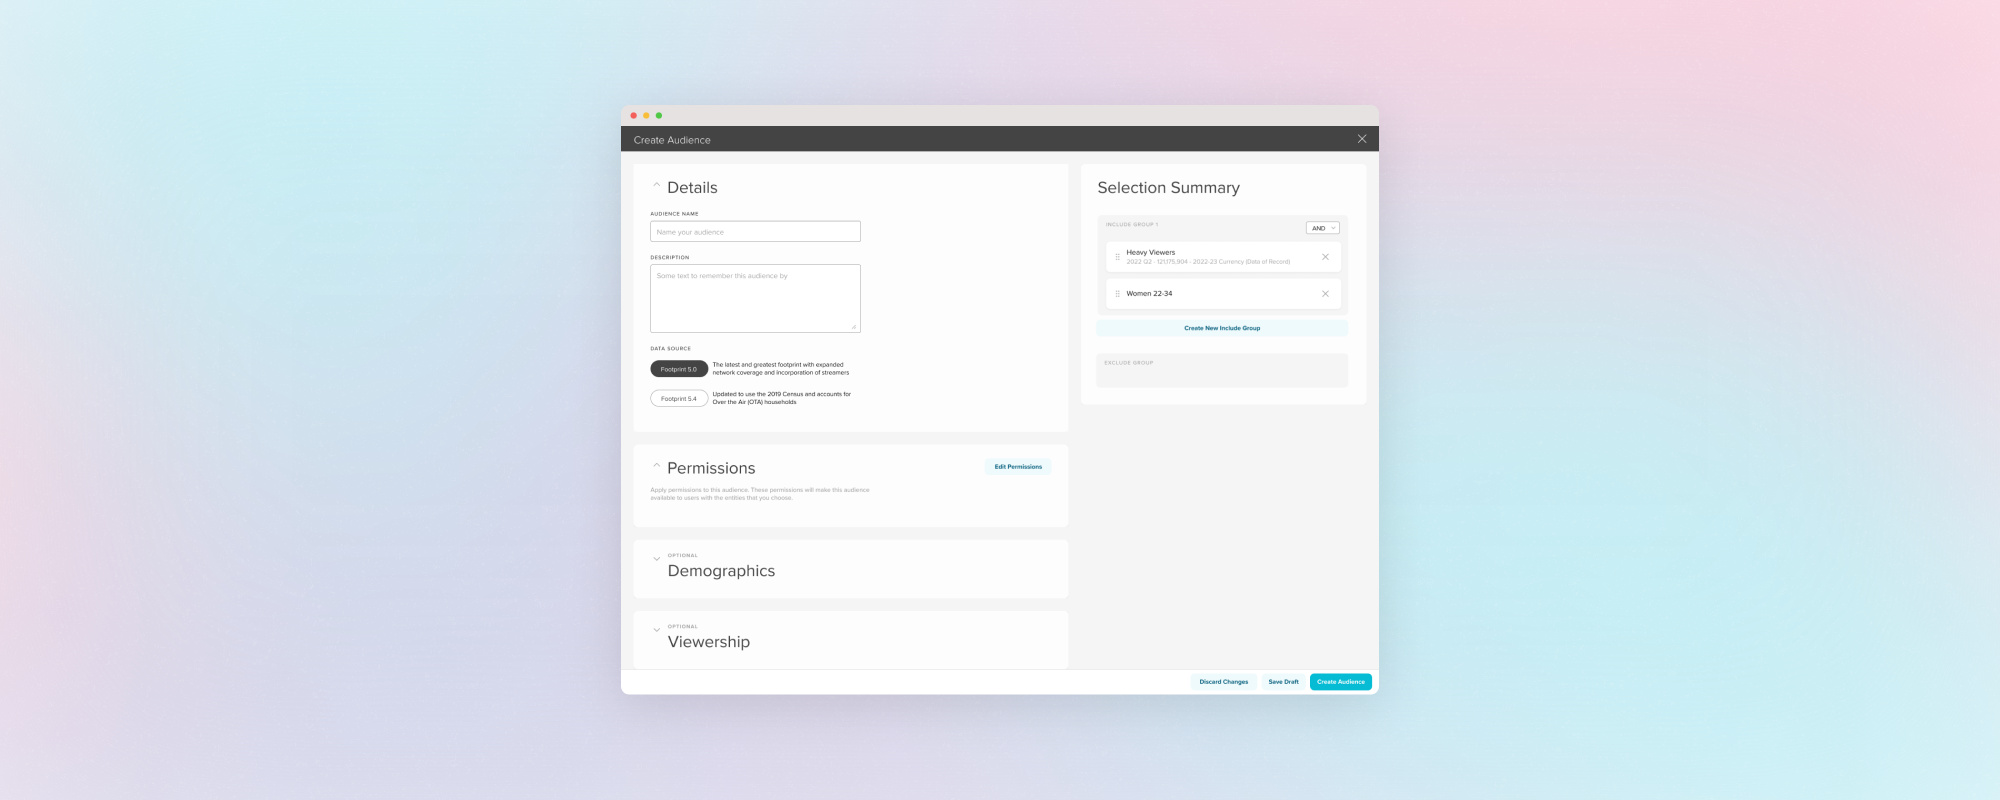 Create Audience
Details
AUDIENCE NAME
Name your audience
DESCRIPTION
Some text to remember this audience by
DATA SOURCE
Footprint 5.0
The latest and greatest footprint with expanded
network coverage and incorporation of streamers
Footprint 5.4
Updated to use the 2019 Census and accounts for
Over the Air (OTA) households
Permissions
Edit Permissions
Apply permissions to this audience. These permissions will make this audience
available to users with the entities that you choose.
OPTIONAL
Demographics
OPTIONAL
Viewership
Selection Summary
INCLUDE GROUP 1
AND
Heavy Viewers
2022 Q2 - 121,175,904 - 2022-23 Currency (Data of Record)
Women 22-34
Create New Include Group
EXCLUDE GROUP
Discard Changes
Save Draft
Create Audience